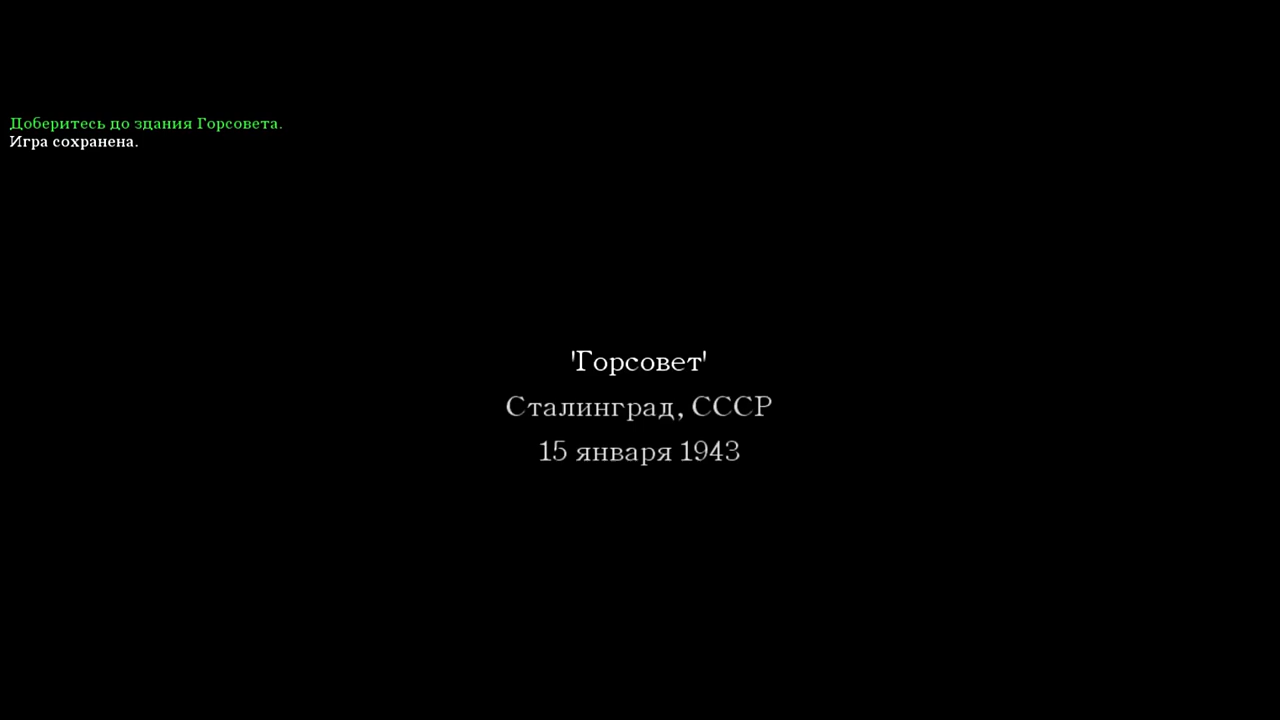 Доберитесь до здания Горсовета.
Игра сохранена.
'Горсовет'
Сталинград, СССР
15 января 1943